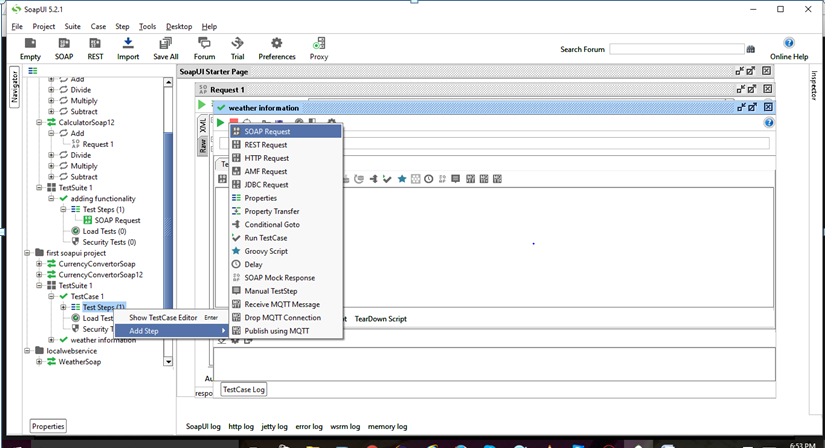 SoapUI 5.2.1
File Project Suite Case Step Tools Desktop Help
Empty SOAP REST Import Save All Forum Trial Preferences Proxy
Search Forum
Online Help
Navigator
Inspector
SoapUI Starter Page
Request 1
weather information
XML
Raw
Add
Divide
Multiply
Subtract
CalculatorSoap12
Add
Request 1
Divide
Multiply
Subtract
TestSuite 1
adding functionality
Test Steps (1)
SOAP Request
Load Tests (0)
Security Tests (0)
first soapui project
CurrencyConvertorSoap
CurrencyConvertorSoap12
TestSuite 1
TestCase 1
Test Steps (1)
Load Test
Security T
weather information
localwebservice
WeatherSoap
Show TestCase Editor Enter
Add Step
SOAP Request
REST Request
HTTP Request
AMF Request
JDBC Request
Properties
Property Transfer
Conditional Goto
Run TestCase
Groovy Script
Delay
SOAP Mock Response
Manual TestStep
Receive MQTT Message
Drop MQTT Connection
Publish using MQTT
TearDown Script
Au
respo
TestCase Log
Properties
SoapUI log http log jetty log error log wsrm log memory log
6:53 PM